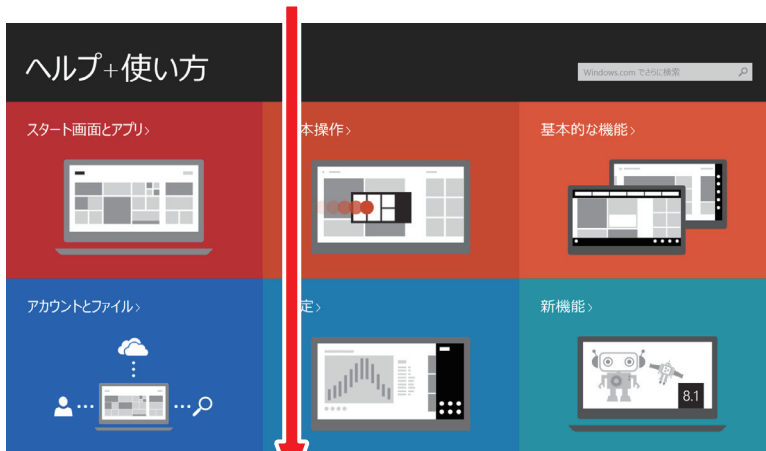 ヘルプ+使い方
Windows.com でさらに検索
スタート画面とアプリ>
本操作>
基本的な機能>
アカウントとファイル>
定>
新機能>
8.1